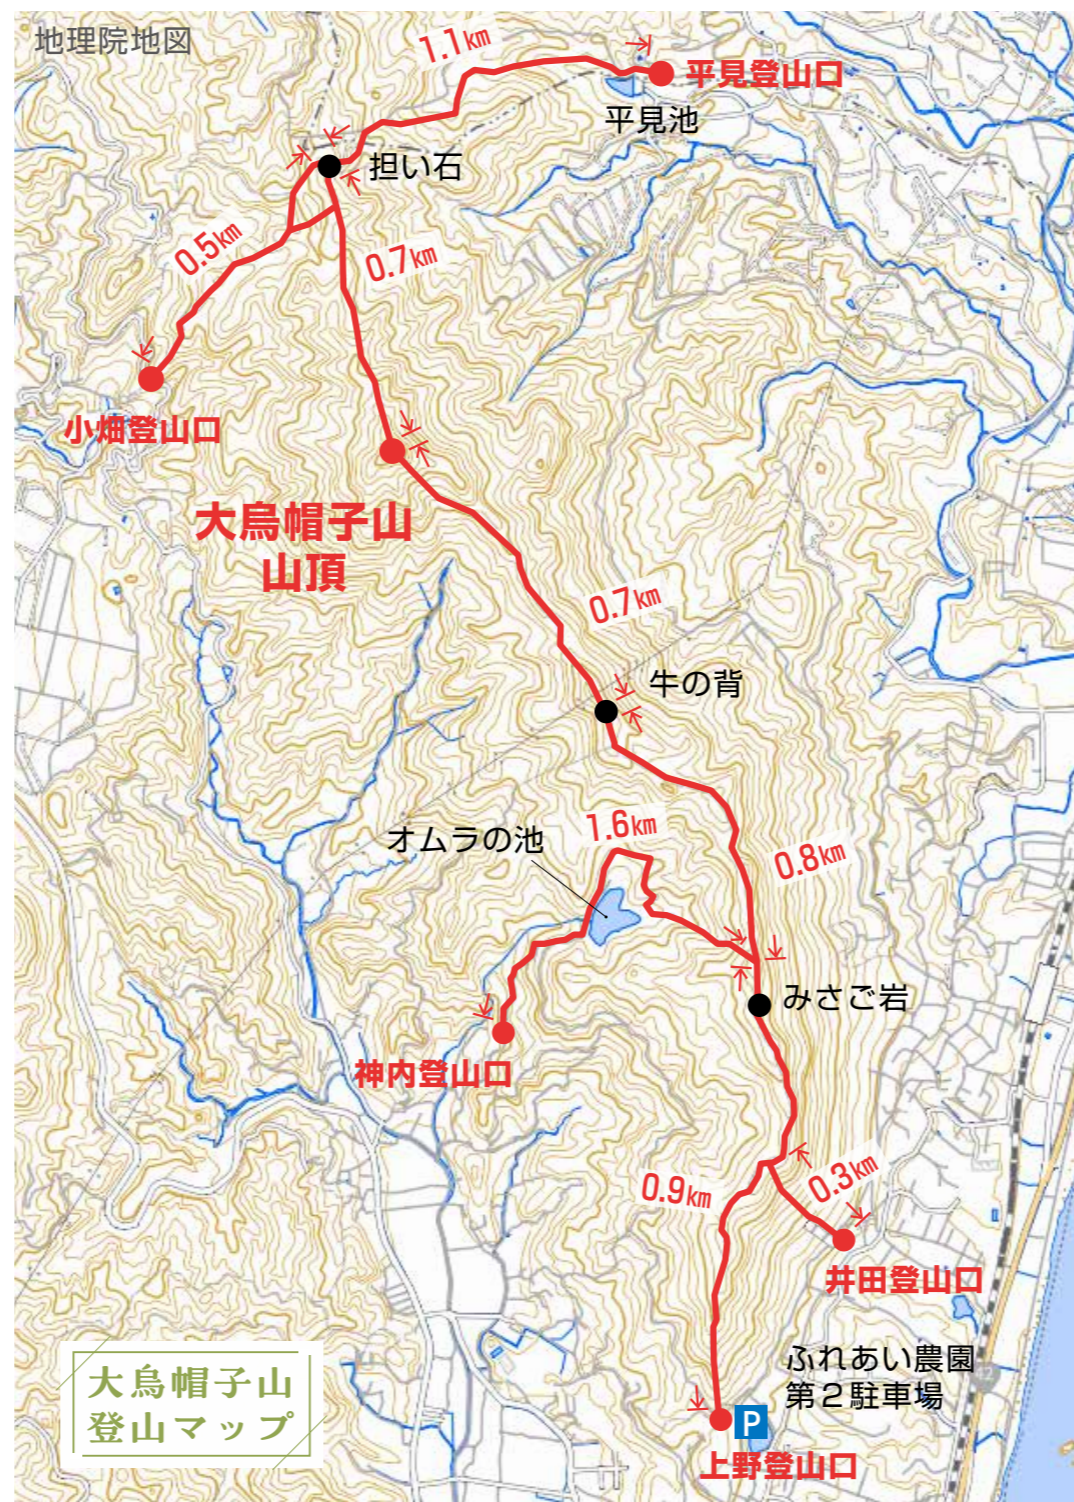 地理院地図
1.1km
平見登山口
平見池
担い石
0.5km
0.7km
小畑登山口
大烏帽子山
山頂
0.7km
牛の背
オムラの池
1.6km
0.8km
みさご岩
神内登山口
0.9km
0.3km
井田登山口
ふれあい農園
第2駐車場
P
上野登山口
大烏帽子山
登山マップ